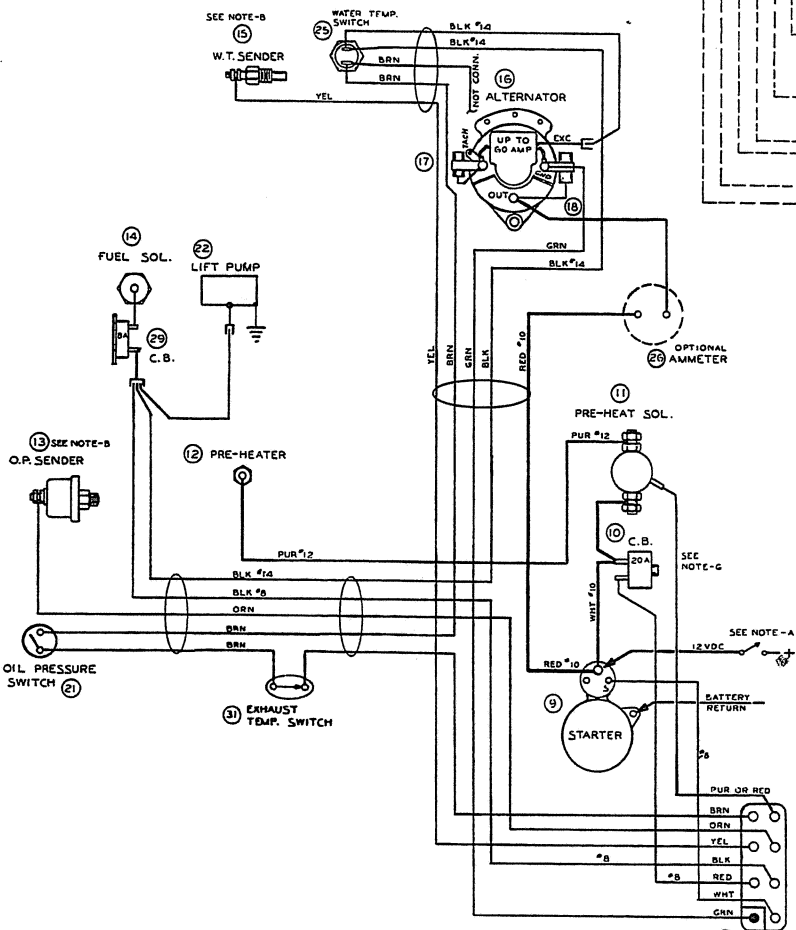 SEE NOTE-B
15
W.T. SENDER
WATER TEMP.
SWITCH
25
BLK #14
BLK #14
BRN
BRN
YEL
NOT CONN.
16
ALTERNATOR
TACH
UP TO
60 AMP
EXC
GND
OUT
17
18
GRN
BLK #14
14
FUEL SOL.
22
LIFT PUMP
8A
29
C.B.
YEL
BRN
GRN
BLK
RED #10
OPTIONAL
26 AMMETER
11
PRE-HEAT SOL.
PUR #12
13 SEE NOTE-B
O.P. SENDER
12 PRE-HEATER
10
C.B.
20A
SEE
NOTE-G
PUR #12
BLK #14
BLK #8
ORN
BRN
BRN
WHT #10
OIL PRESSURE
SWITCH 21
31 EXHAUST
TEMP. SWITCH
RED #10
SEE NOTE-A
12 VDC
+
S
9
STARTER
BATTERY
RETURN
#8
PUR OR RED
BRN
ORN
YEL
#8
BLK
#8
RED
WHT
GRN